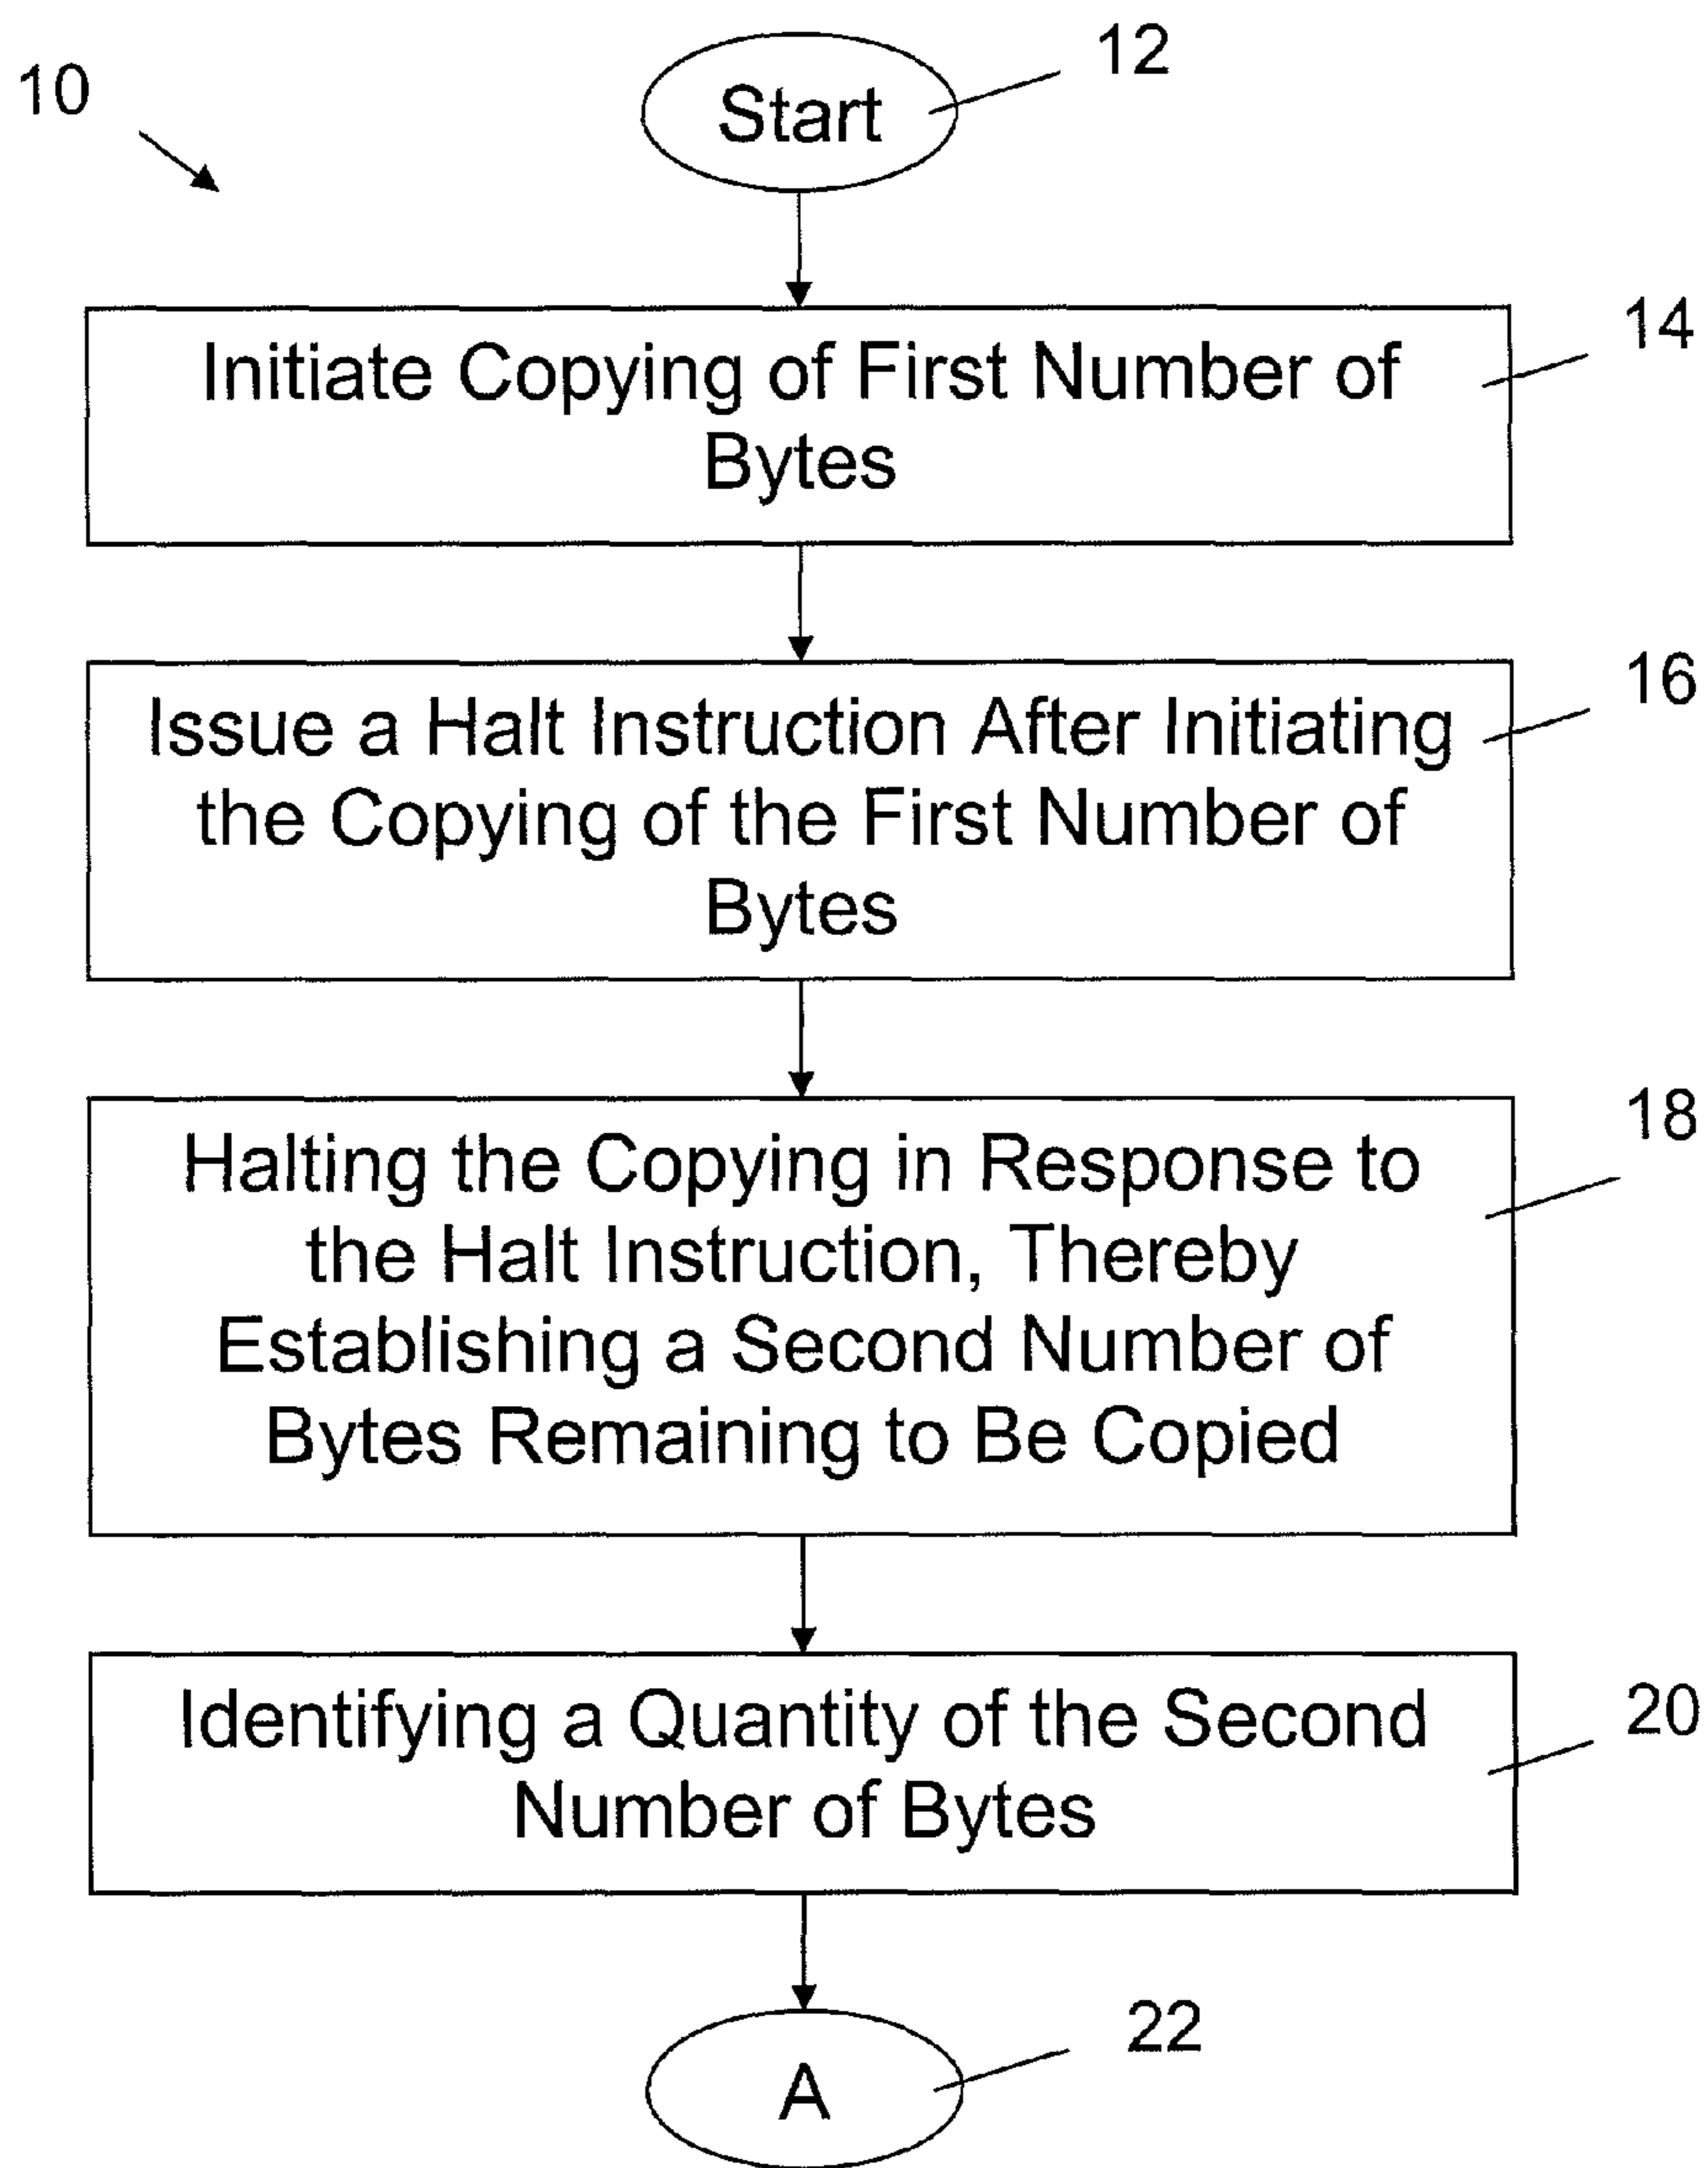 10
Start
12
Initiate Copying of First Number of
Bytes
14
Issue a Halt Instruction After Initiating
the Copying of the First Number of
Bytes
16
Halting the Copying in Response to
the Halt Instruction, Thereby
Establishing a Second Number of
Bytes Remaining to Be Copied
18
Identifying a Quantity of the Second
Number of Bytes
20
A
22